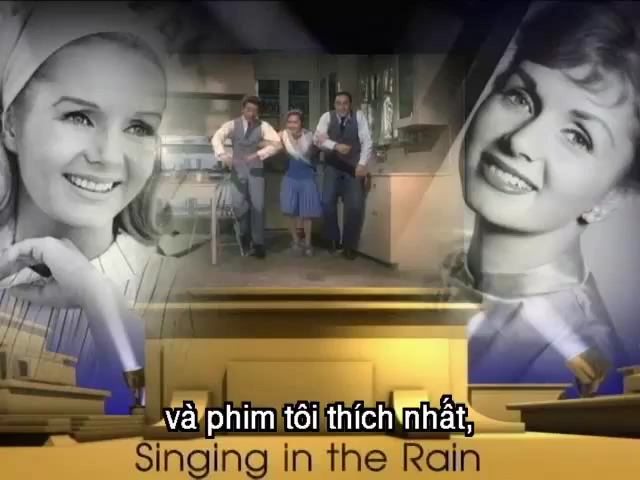 và phim tôi thích nhất,
Singing in the Rain